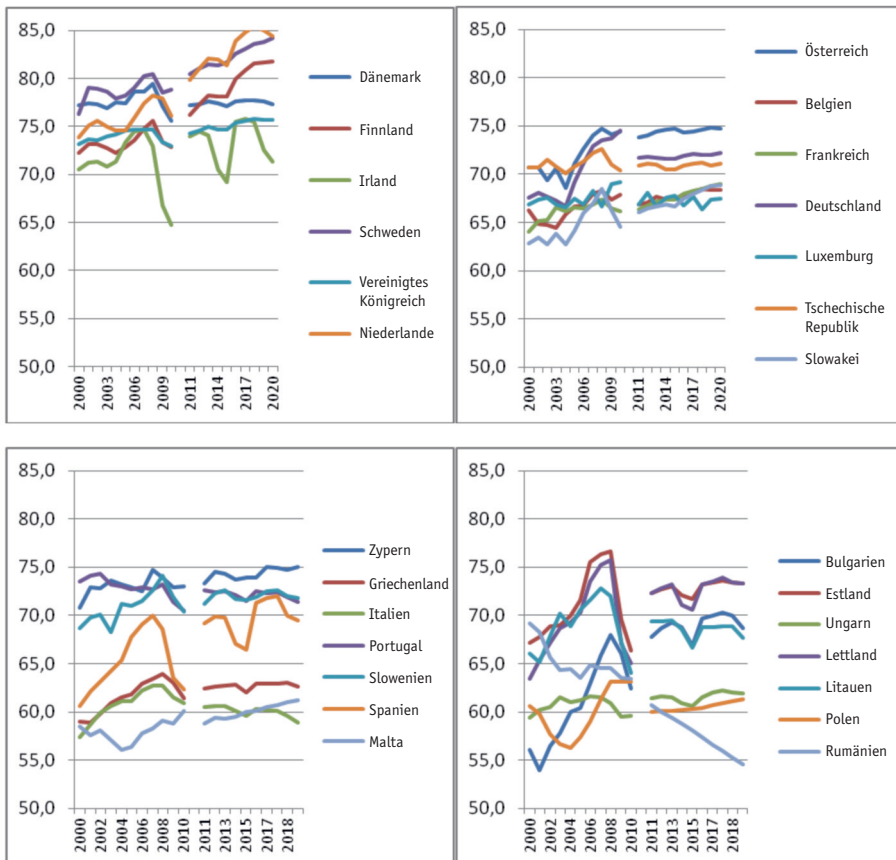 85,0
80,0
75,0
70,0
65,0
60,0
55,0
50,0
2000
2003
2006
2009
2011
2014
2017
2020
Dänemark
Finnland
Irland
Schweden
Vereinigtes
Königreich
Niederlande
85,0
80,0
75,0
70,0
65,0
60,0
55,0
50,0
2000
2003
2006
2009
2011
2014
2017
2020
Österreich
Belgien
Frankreich
Deutschland
Luxemburg
Tschechische
Republik
Slowakei
85,0
80,0
75,0
70,0
65,0
60,0
55,0
50,0
2000
2002
2004
2006
2008
2010
2011
2013
2015
2016
2018
Zypern
Griechenland
Italien
Portugal
Slowenien
Spanien
Malta
85,0
80,0
75,0
70,0
65,0
60,0
55,0
50,0
2000
2002
2004
2006
2008
2010
2011
2013
2015
2016
2018
Bulgarien
Estland
Ungarn
Lettland
Litauen
Polen
Rumänien